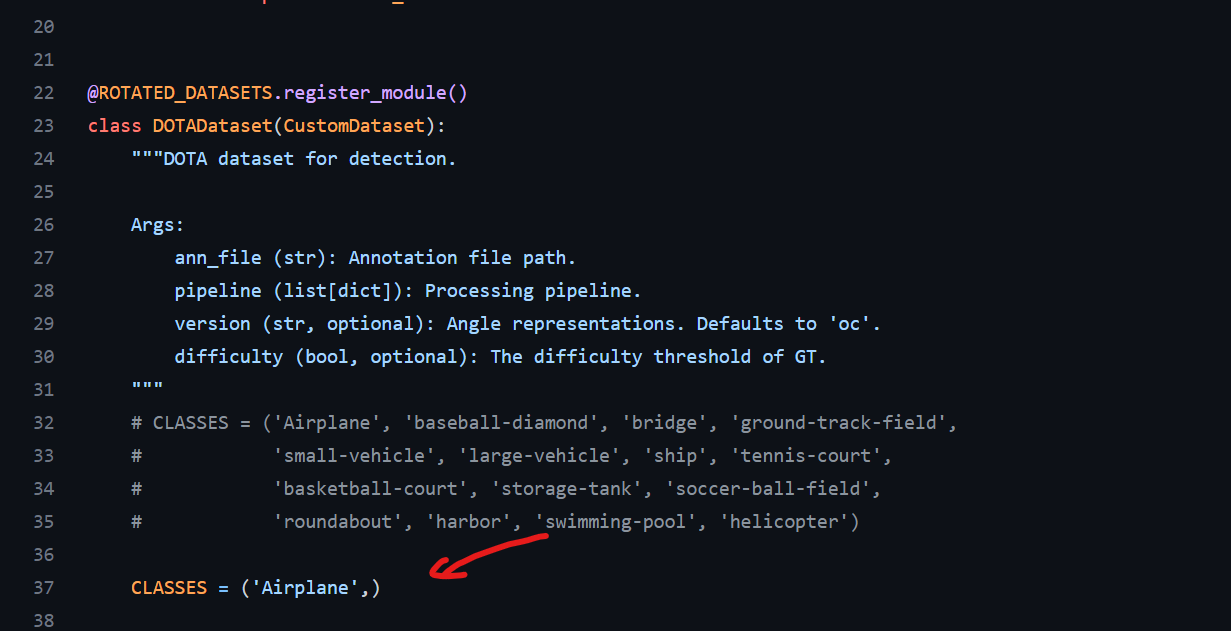 20
21
22 @ROTATED_DATASETS.register_module()
23 class DOTADataset(CustomDataset):
24 """DOTA dataset for detection.
25
26 Args:
27 ann_file (str): Annotation file path.
28 pipeline (list[dict]): Processing pipeline.
29 version (str, optional): Angle representations. Defaults to 'oc'.
30 difficulty (bool, optional): The difficulty threshold of GT.
31 """
32 # CLASSES = ('Airplane', 'baseball-diamond', 'bridge', 'ground-track-field',
33 # 'small-vehicle', 'large-vehicle', 'ship', 'tennis-court',
34 # 'basketball-court', 'storage-tank', 'soccer-ball-field',
35 # 'roundabout', 'harbor', 'swimming-pool', 'helicopter')
36
37 CLASSES = ('Airplane',)
38